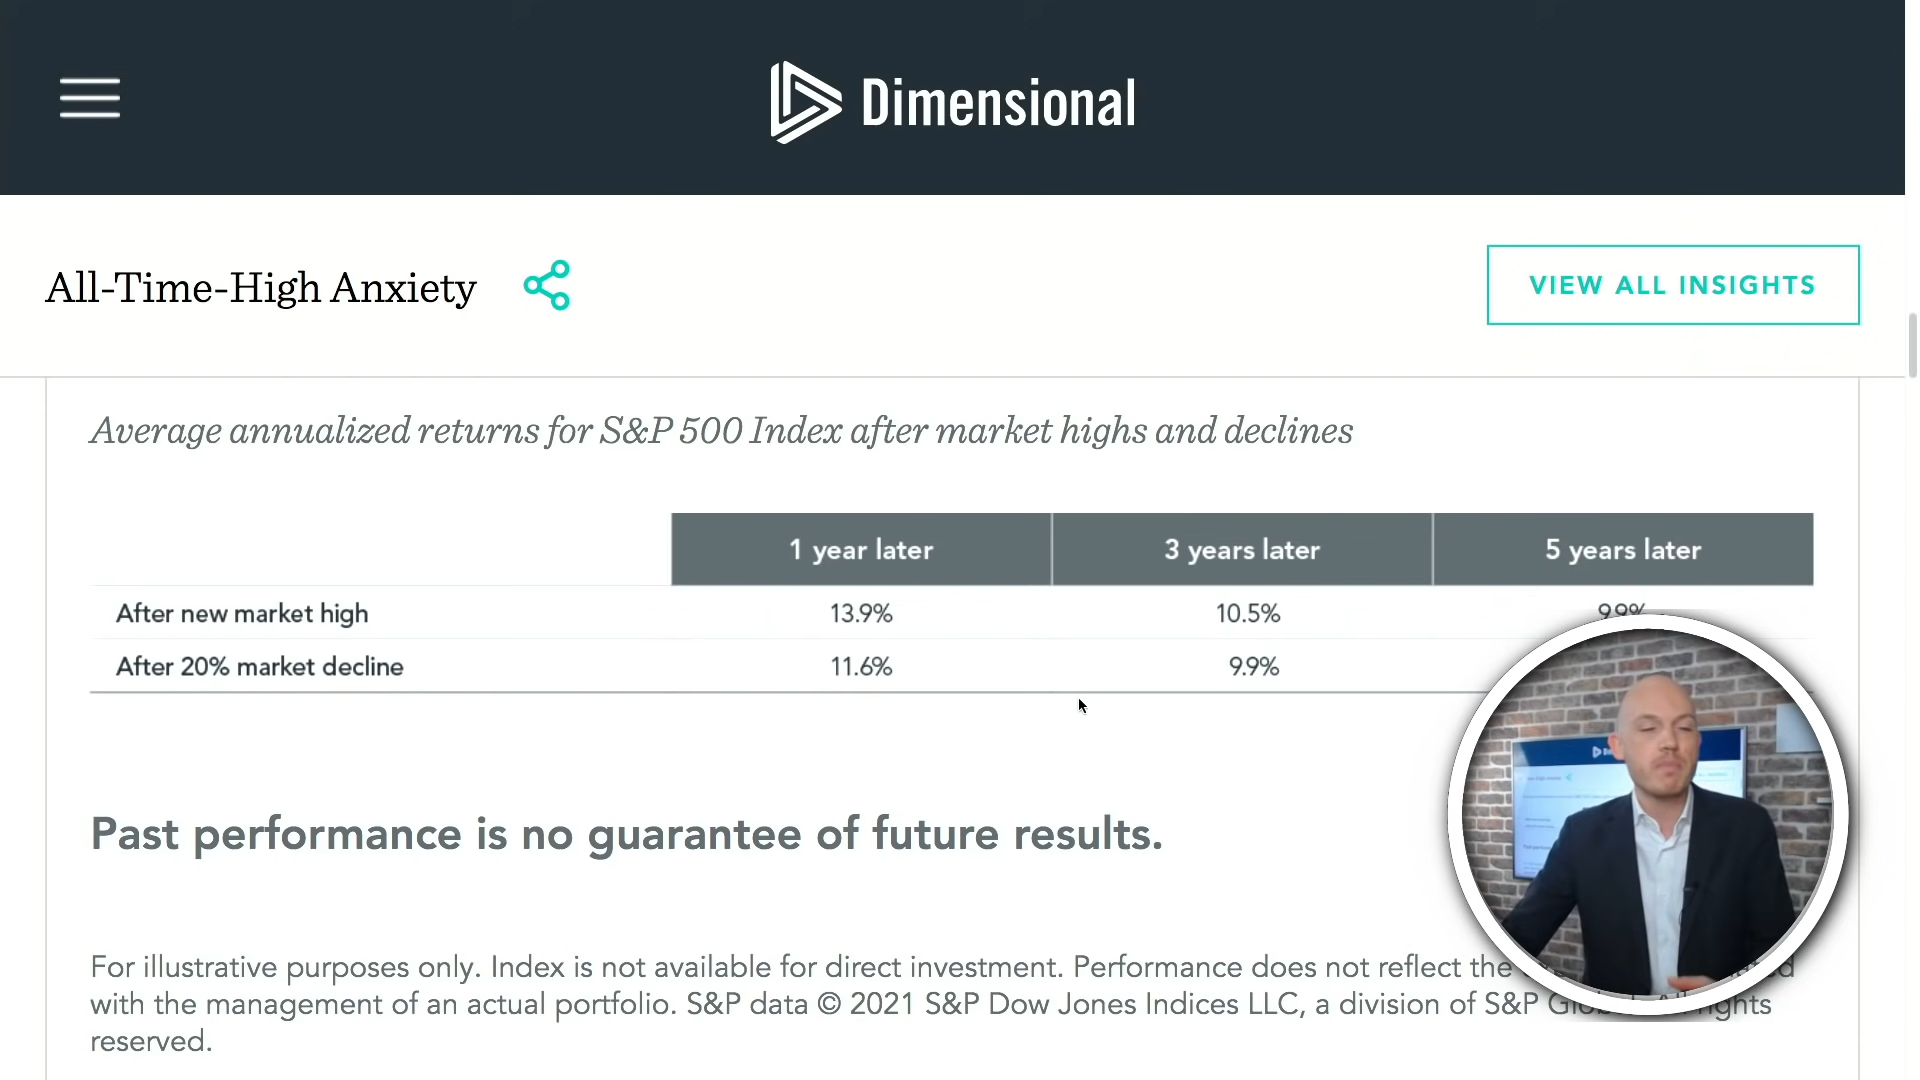 Dimensional
All-Time-High Anxiety
VIEW ALL INSIGHTS
Average annualized returns for S&P 500 Index after market highs and declines
1 year later 3 years later 5 years later
After new market high 13.9% 10.5% 9.9%
After 20% market decline 11.6% 9.9%
Past performance is no guarantee of future results.
For illustrative purposes only. Index is not available for direct investment. Performance does not reflect the
with the management of an actual portfolio. S&P data © 2021 S&P Dow Jones Indices LLC, a division of S&P
reserved.